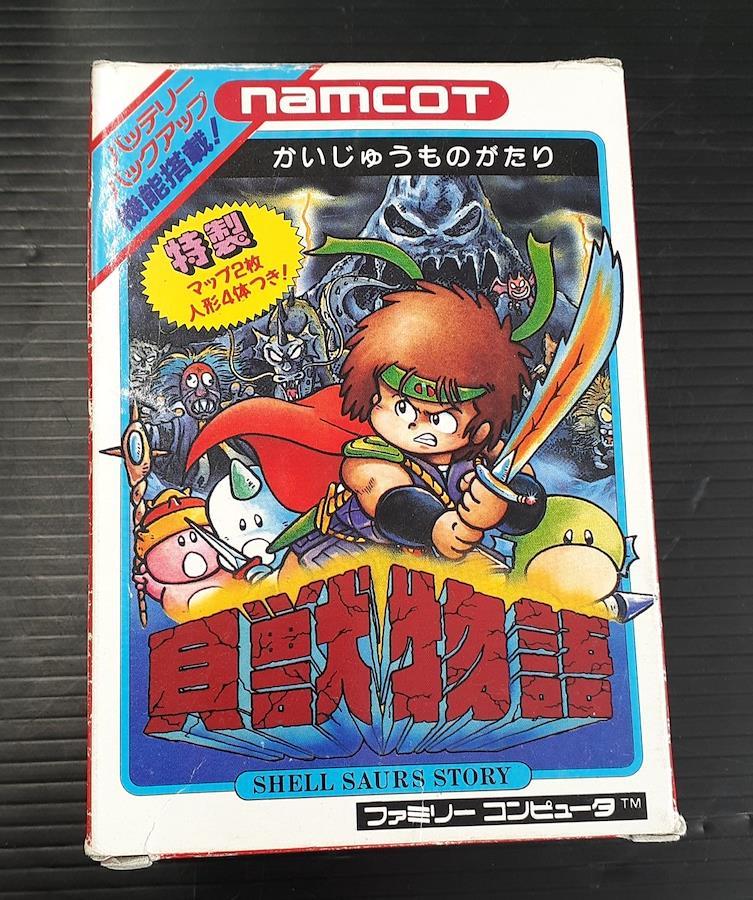 バッテリー
バックアップ
機能搭載!
namcot
かいじゅうものがたり
特製
マップ2枚
人形4体つき!
貝獣物語
SHELL SAURS STORY
ファミリー コンピュータ TM